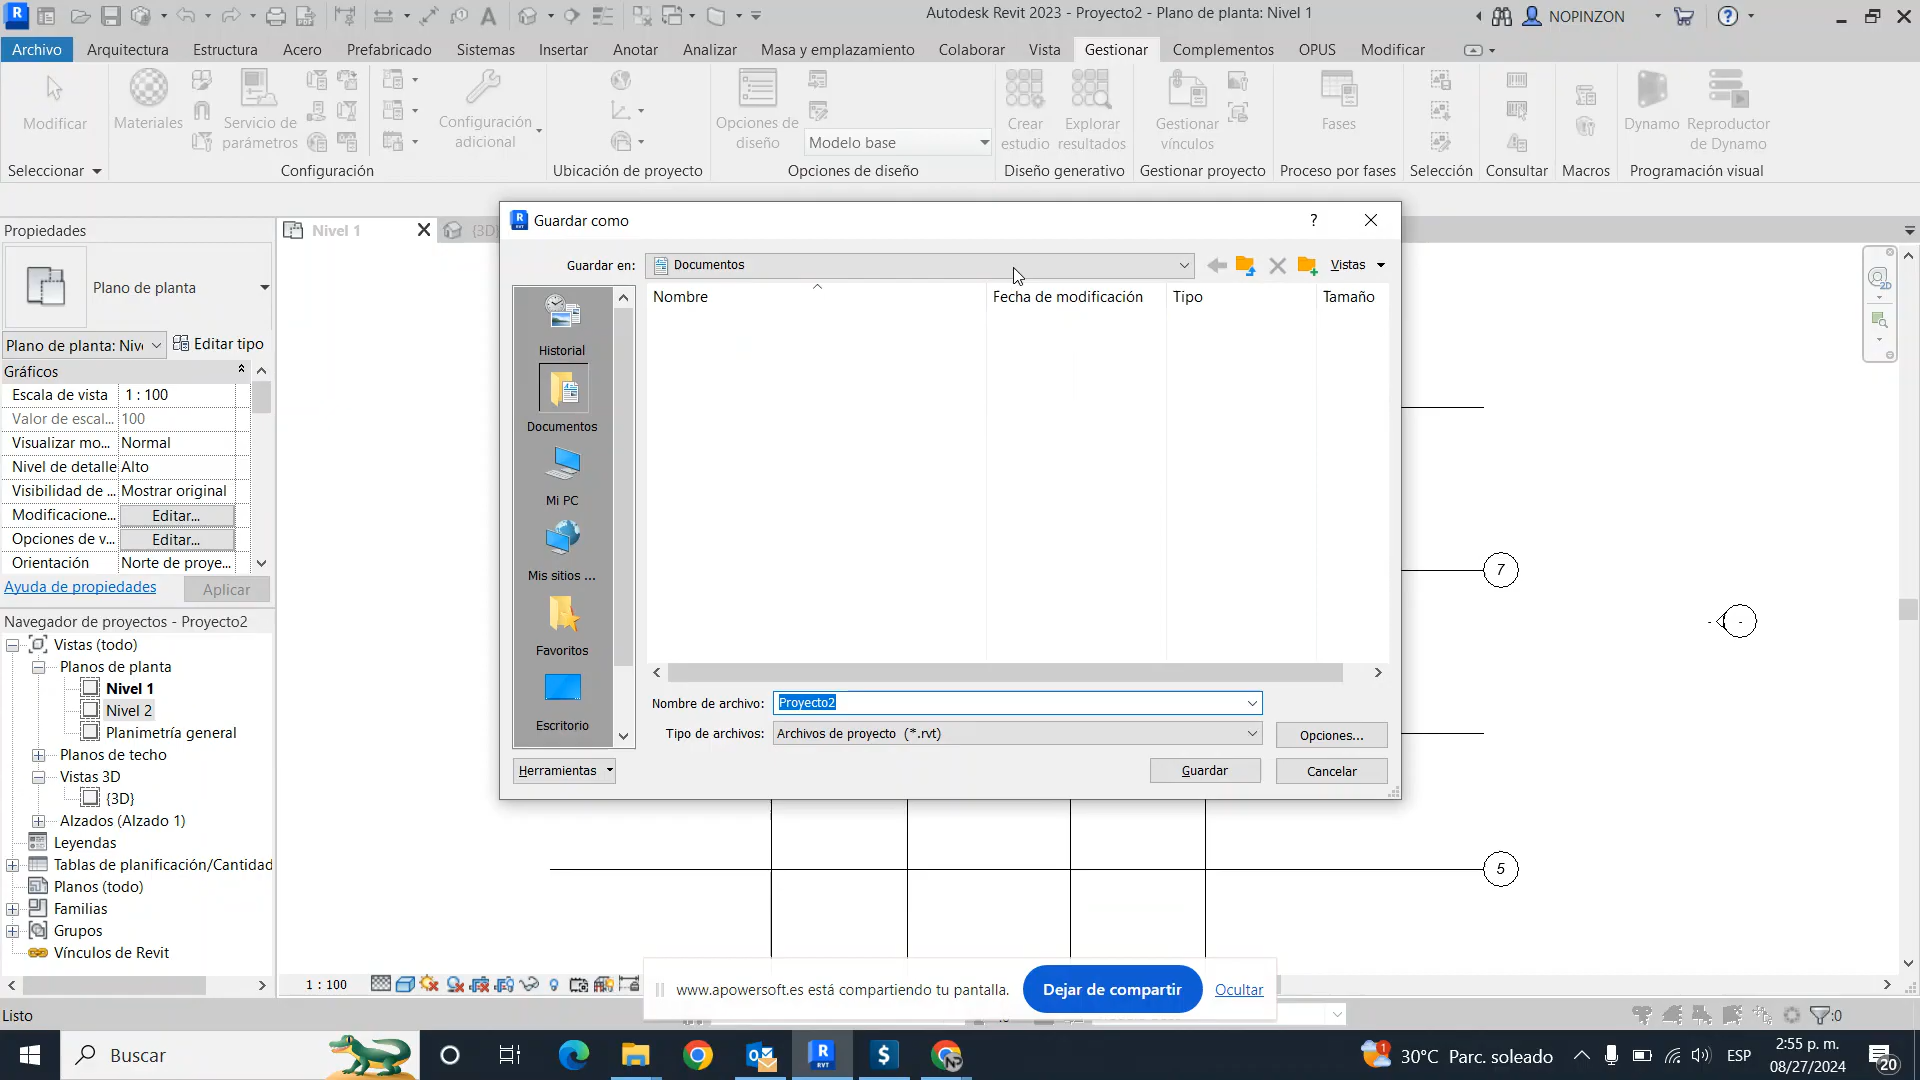 Autodesk Revit 2023 - Proyecto2 - Plano de planta: Nivel 1
NOPINZON
Archivo
Arquitectura
Estructura
Acero
Prefabricado
Sistemas
Insertar
Anotar
Analizar
Masa y emplazamiento
Colaborar
Vista
Gestionar
Complementos
OPUS
Modificar
Modificar
Materiales
Servicio de
parámetros
Configuración
adicional
Opciones de
diseño
Modelo base
Crear
estudio
Explorar
resultados
Gestionar
vínculos
Fases
Dynamo
Reproductor
de Dynamo
Seleccionar
Configuración
Ubicación de proyecto
Opciones de diseño
Diseño generativo
Gestionar proyecto
Proceso por fases
Selección
Consultar
Macros
Programación visual
Propiedades
Plano de planta
Plano de planta: Niv
Editar tipo
Gráficos
Escala de vista 1 : 100
Valor de escal... 100
Visualizar mo... Normal
Nivel de detalle Alto
Visibilidad de ... Mostrar original
Modificacione... Editar...
Opciones de v... Editar...
Orientación Norte de proye...
Ayuda de propiedades
Aplicar
Navegador de proyectos - Proyecto2
Vistas (todo)
Planos de planta
Nivel 1
Nivel 2
Planimetría general
Planos de techo
Vistas 3D
{3D}
Alzados (Alzado 1)
Leyendas
Tablas de planificación/Cantidad
Planos (todo)
Familias
Grupos
Vínculos de Revit
Nivel 1
{3D
Guardar como
?
Guardar en:
Documentos
Vistas
Nombre
Fecha de modificación
Tipo
Tamaño
Historial
Documentos
Mi PC
Mis sitios ...
Favoritos
Escritorio
Nombre de archivo: Proyecto2
Tipo de archivos: Archivos de proyecto (*.rvt)
Opciones...
Herramientas
Guardar
Cancelar
2D
7
5
1 : 100
www.apowersoft.es está compartiendo tu pantalla.
Dejar de compartir
Ocultar
Listo
:0
Buscar
30°C Parc. soleado
ESP
2:55 p. m.
08/27/2024
20